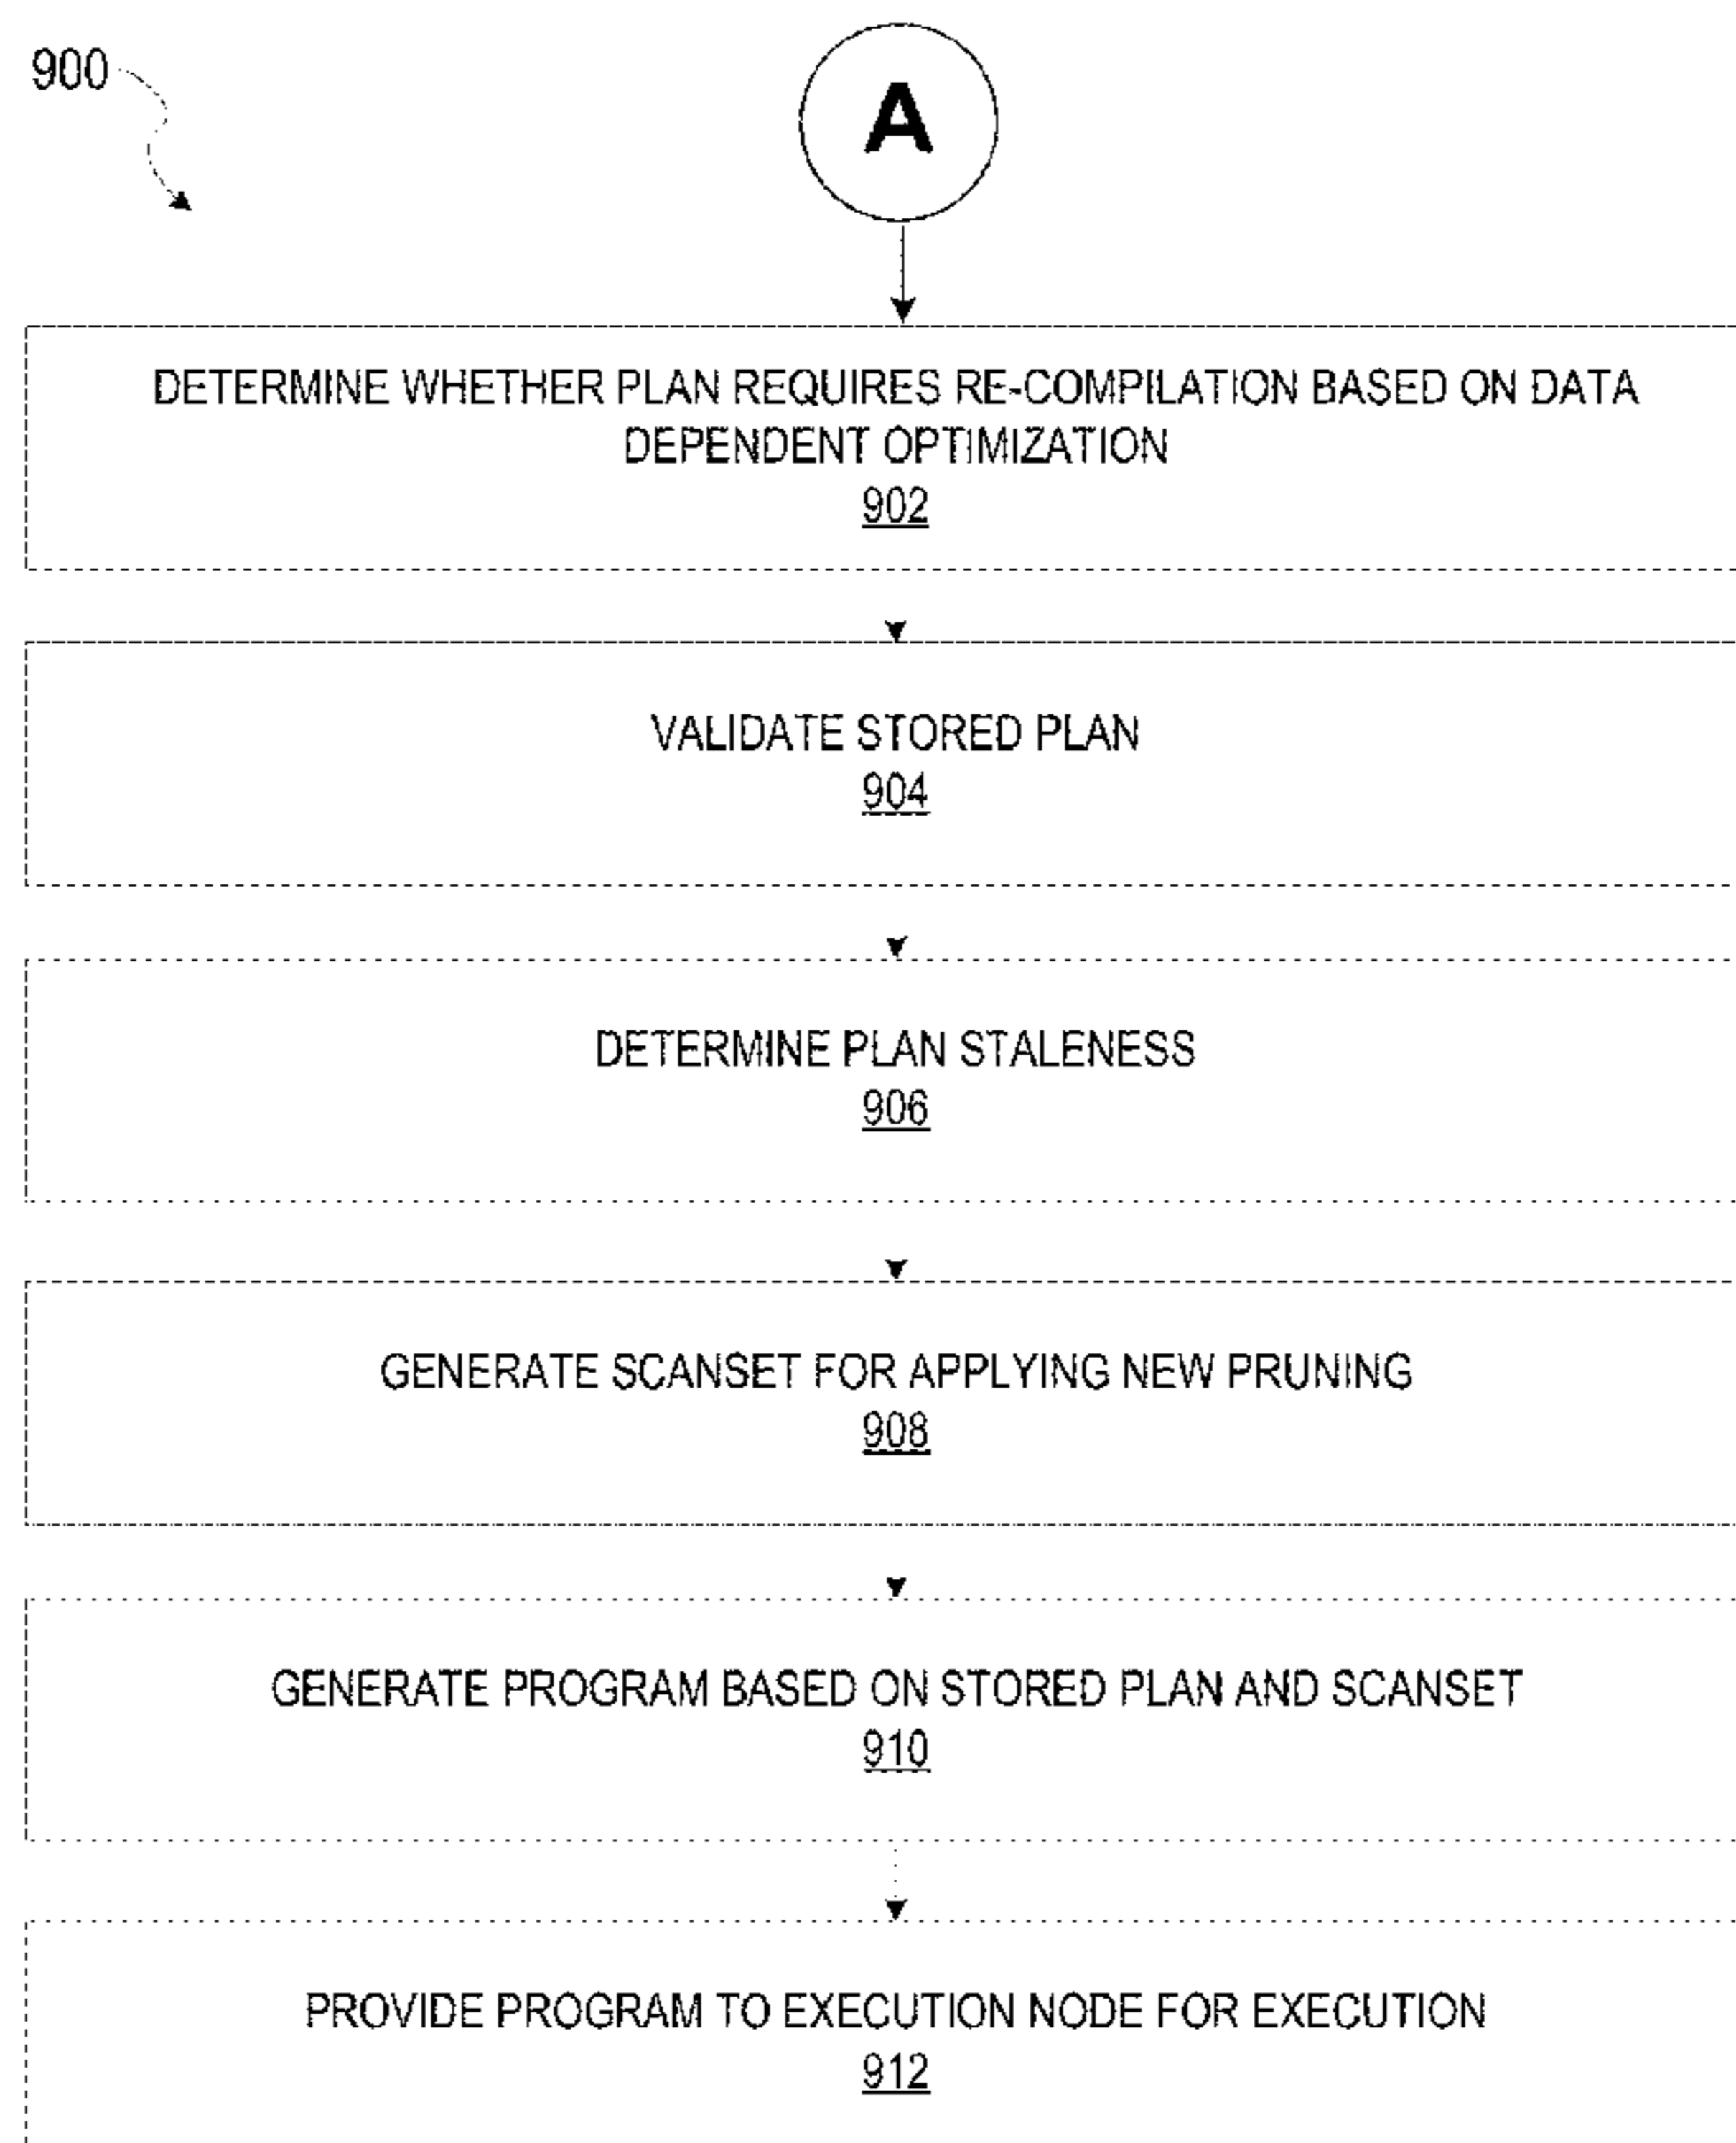 900
A
DETERMINE WHETHER PLAN REQUIRES RE-COMPILATION BASED ON DATA
DEPENDENT OPTIMIZATION
902
VALIDATE STORED PLAN
904
DETERMINE PLAN STALENESS
906
GENERATE SCANSET FOR APPLYING NEW PRUNING
908
GENERATE PROGRAM BASED ON STORED PLAN AND SCANSET
910
PROVIDE PROGRAM TO EXECUTION NODE FOR EXECUTION
912